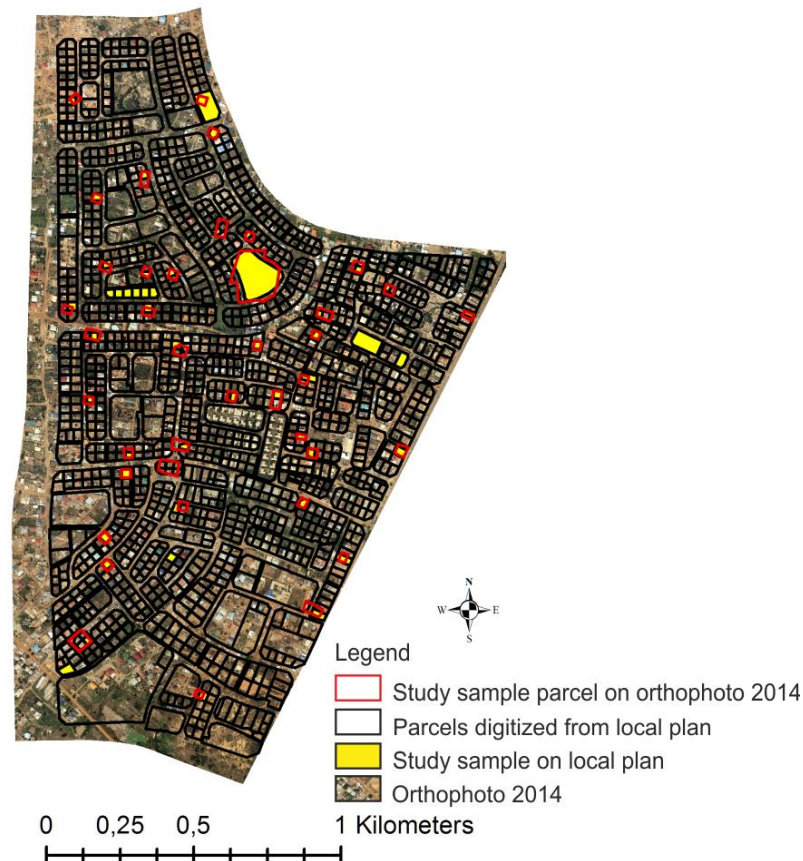 N
W E
S
Legend
Study sample parcel on orthophoto 2014
Parcels digitized from local plan
Study sample on local plan
Orthophoto 2014
0 0,25 0,5 1 Kilometers